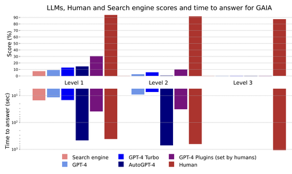 LLMs, Human and Search engine scores and time to answer for GAIA
Score (%)
90
80
70
60
50
40
30
20
10
0
Level 1
Level 2
Level 3
Time to answer (sec)
Search engine
GPT-4
GPT-4 Turbo
AutoGPT-4
GPT-4 Plugins (set by humans)
Human